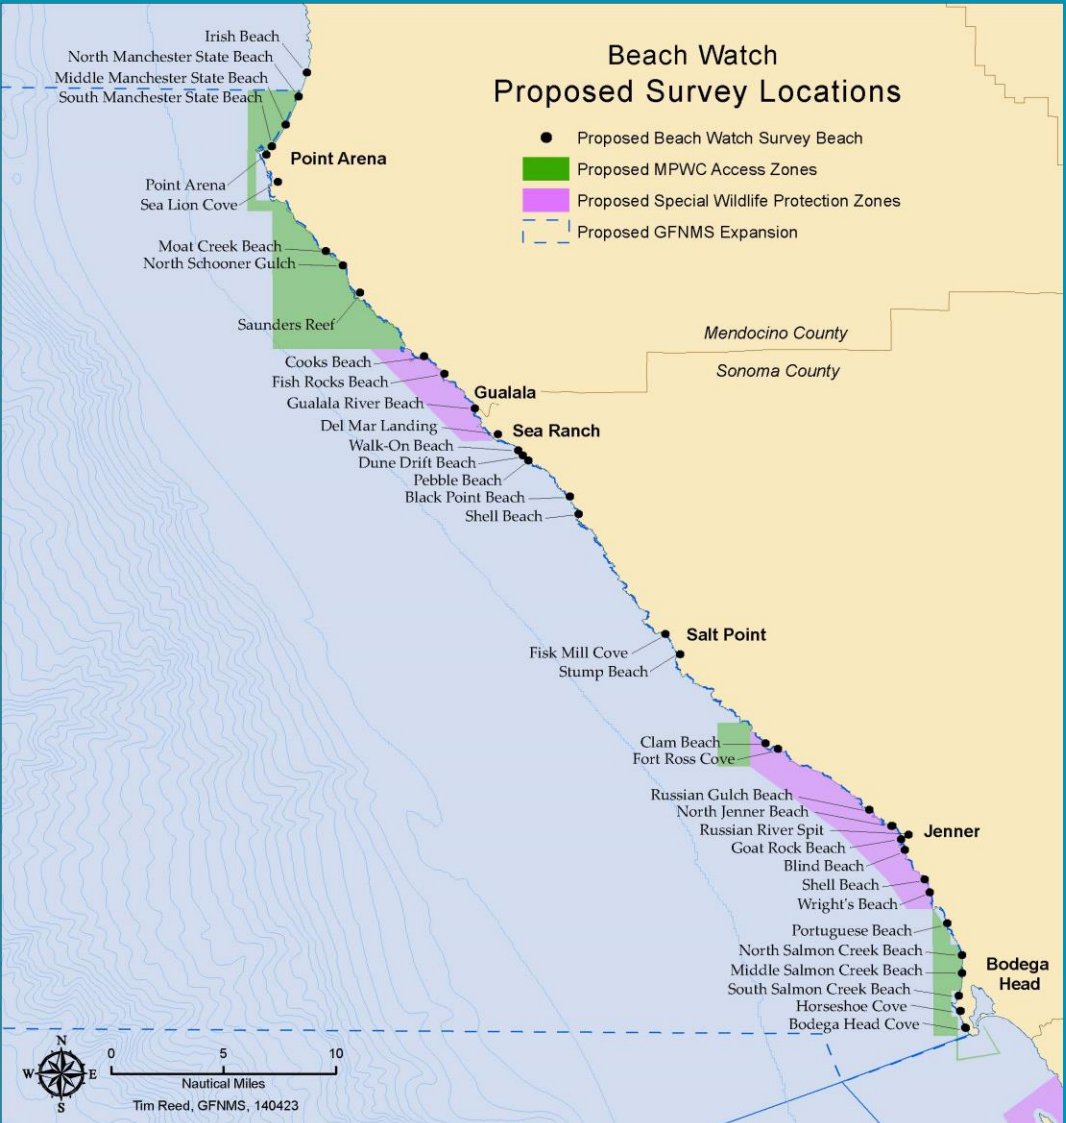 Beach Watch
Proposed Survey Locations
Proposed Beach Watch Survey Beach
Proposed MPWC Access Zones
Proposed Special Wildlife Protection Zones
Proposed GFNMS Expansion
Irish Beach
North Manchester State Beach
Middle Manchester State Beach
South Manchester State Beach
Point Arena
Point Arena
Sea Lion Cove
Moat Creek Beach
North Schooner Gulch
Saunders Reef
Mendocino County
Sonoma County
Cooks Beach
Fish Rocks Beach
Gualala
Gualala River Beach
Del Mar Landing
Sea Ranch
Walk-On Beach
Dune Drift Beach
Pebble Beach
Black Point Beach
Shell Beach
Salt Point
Fisk Mill Cove
Stump Beach
Clam Beach
Fort Ross Cove
Russian Gulch Beach
North Jenner Beach
Russian River Spit
Jenner
Goat Rock Beach
Blind Beach
Shell Beach
Wright's Beach
Portuguese Beach
North Salmon Creek Beach
Middle Salmon Creek Beach
Bodega
Head
South Salmon Creek Beach
Horseshoe Cove
Bodega Head Cove
N
W E
S
0 5 10
Nautical Miles
Tim Reed, GFNMS, 140423